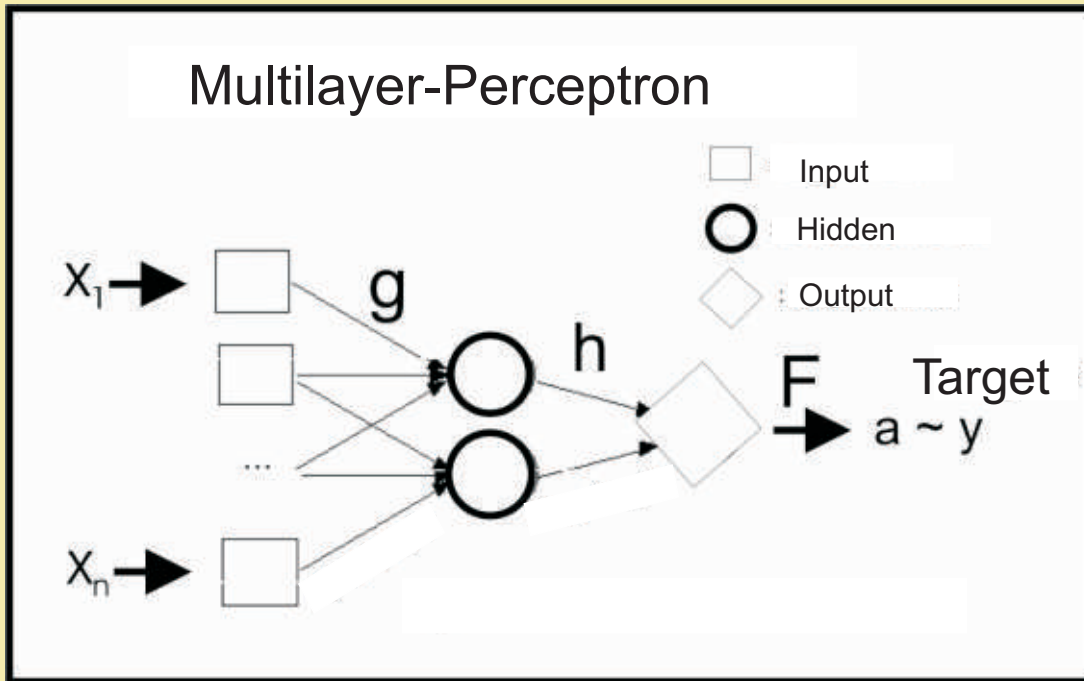 Multilayer-Perceptron
Input
: Hidden
: Output
X1
g
h
F
Target
a ~ y
...
Xn